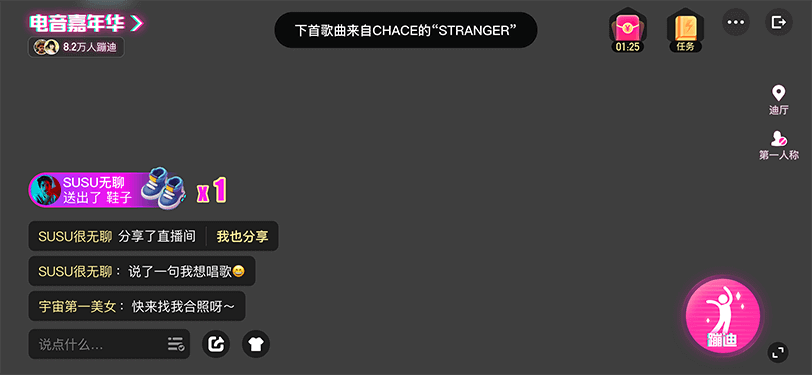 电音嘉年华
8.2万人蹦迪
下首歌曲来自CHACE的“STRANGER”
01:25
任务
迪厅
第一人称
SUSU无聊
送出了 鞋子
x1
SUSU很无聊 分享了直播间 我也分享
SUSU很无聊：说了一句我想唱歌😄
宇宙第一美女：快来找我合照呀～
说点什么...
蹦迪